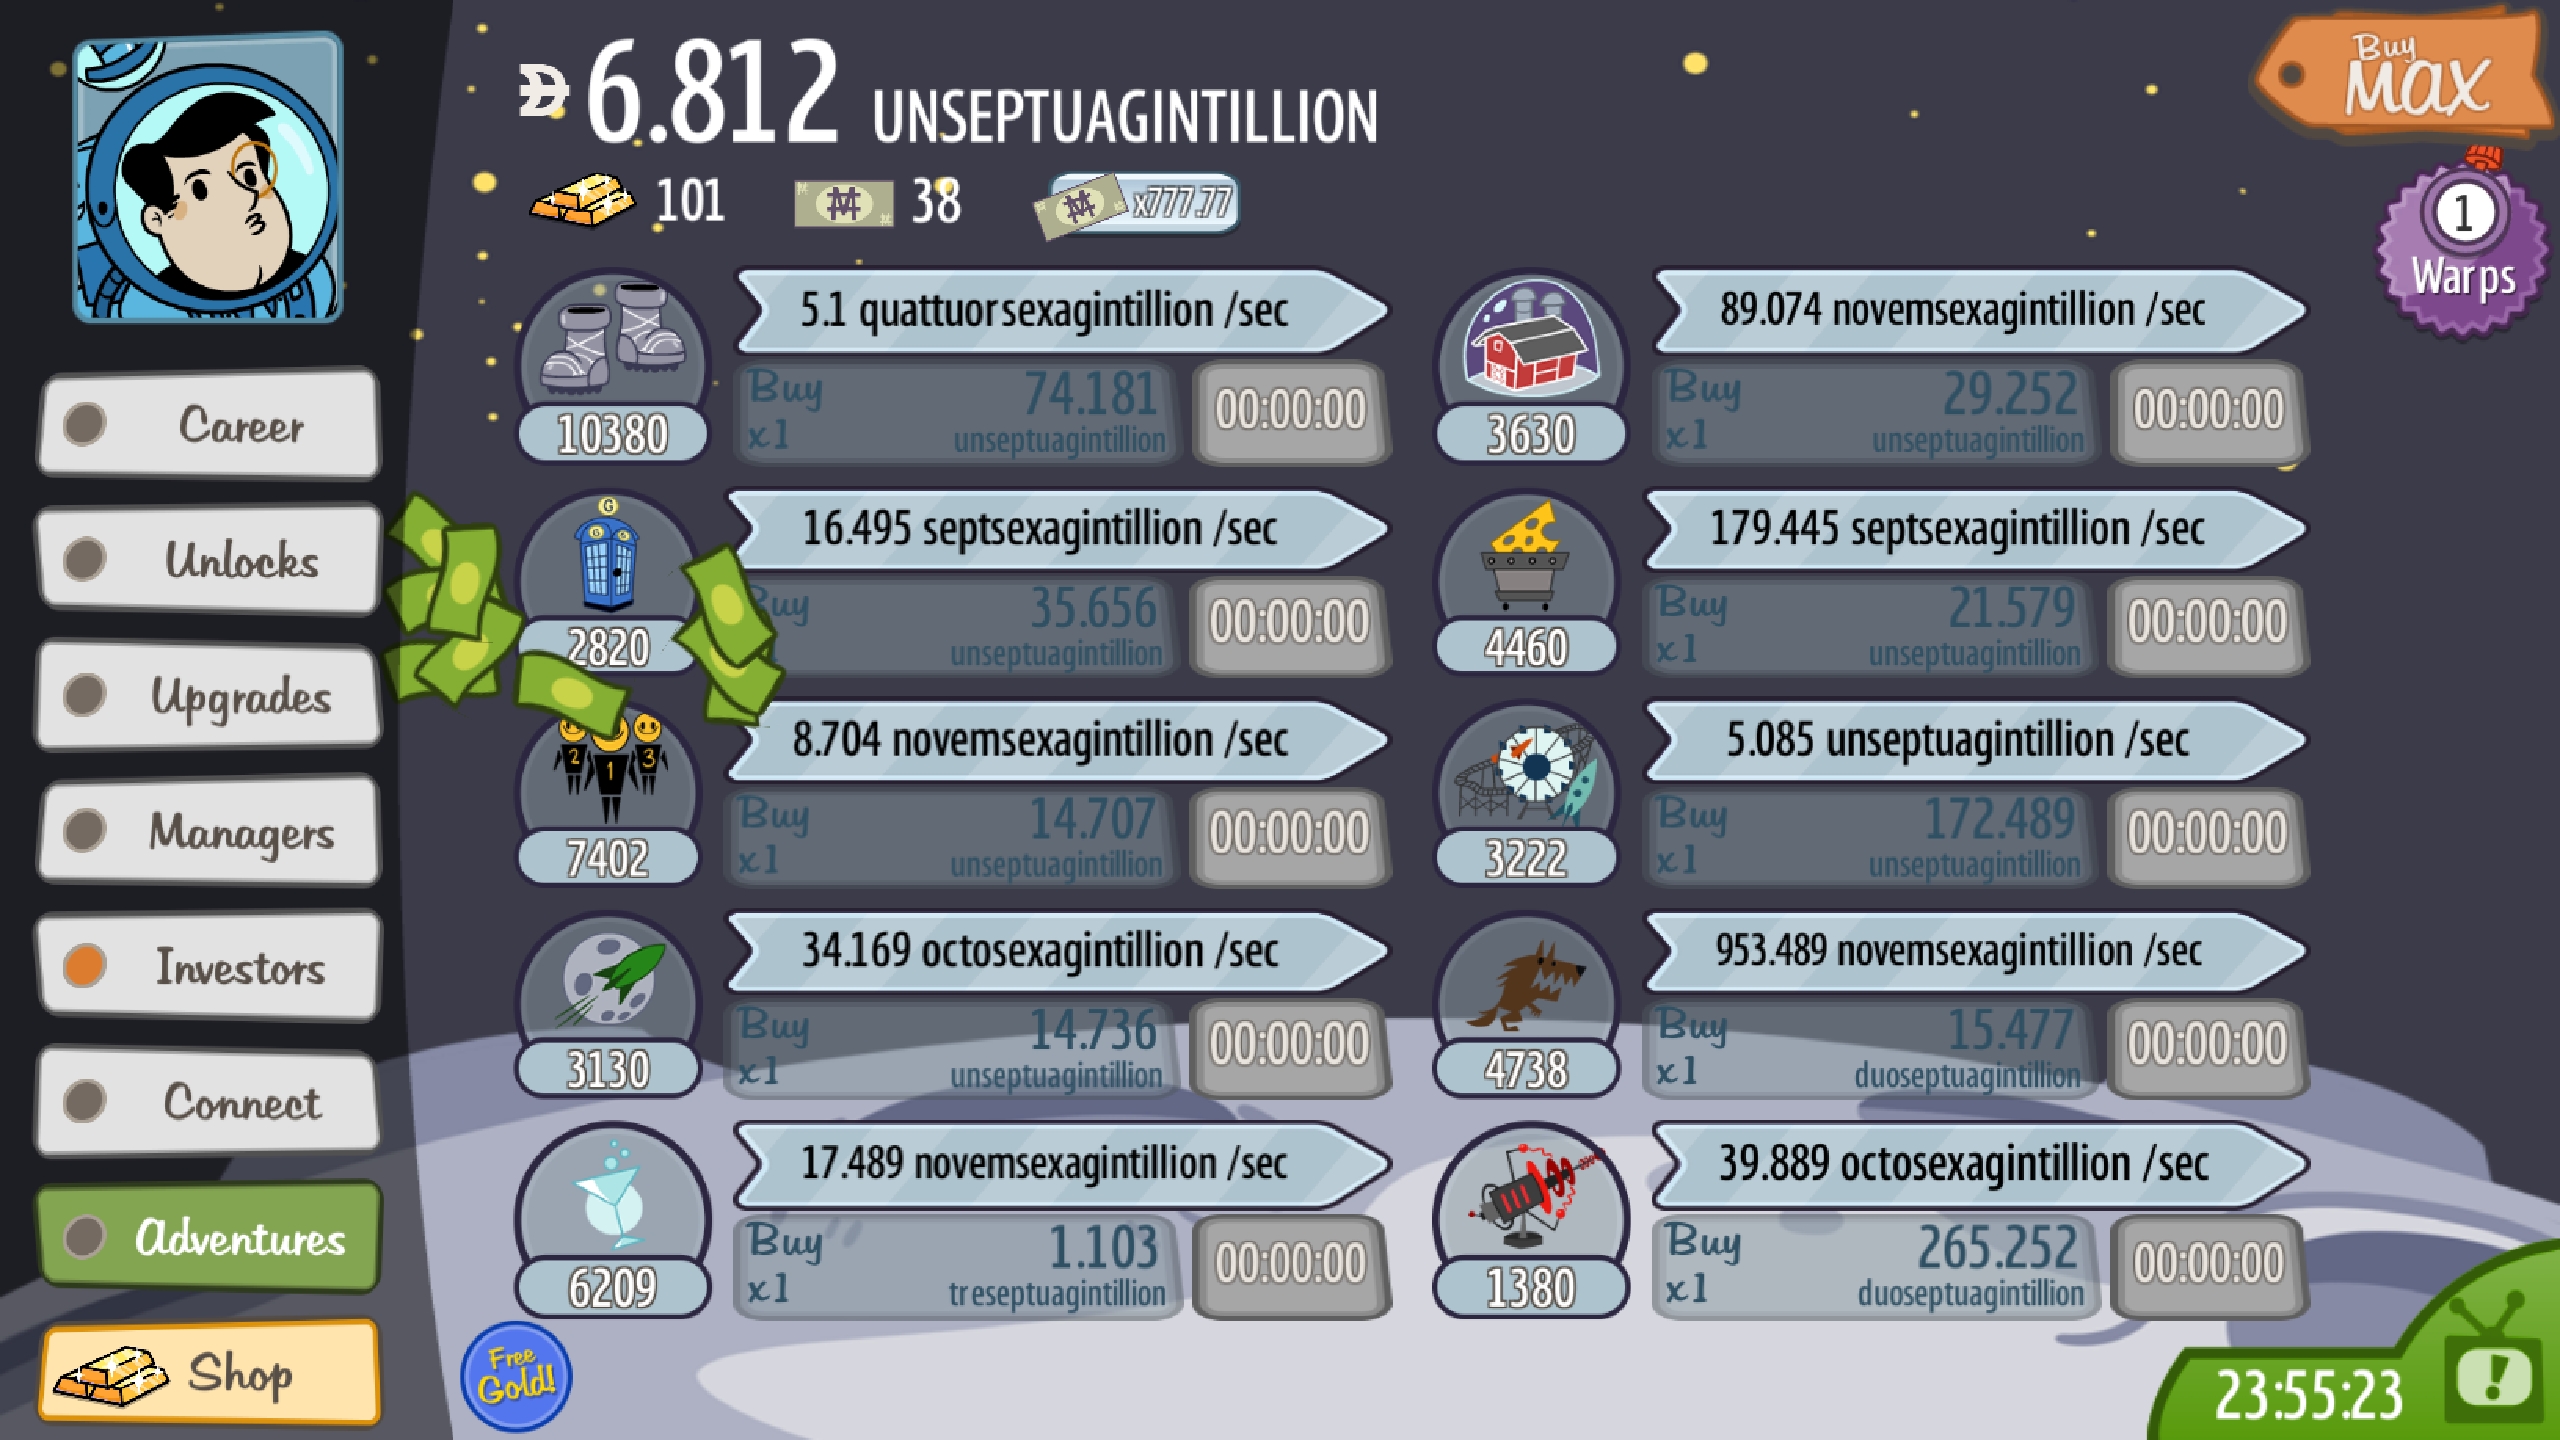 6.812 UNSEPTUAGINTILLION
Buy
MAX
101 38 x777.77
1
Warps
5.1 quattuorsexagintillion /sec
Buy 74.181
x1 unseptuagintillion
00:00:00
10380
89.074 novemsexagintillion /sec
Buy 29.252
x1 unseptuagintillion
00:00:00
3630
16.495 septsexagintillion /sec
Buy 35.656
unseptuagintillion
00:00:00
2820
179.445 septsexagintillion /sec
Buy 21.579
x1 unseptuagintillion
00:00:00
4460
8.704 novemsexagintillion /sec
2 1 3
Buy 14.707
x1 unseptuagintillion
00:00:00
7402
5.085 unseptuagintillion /sec
Buy 172.489
x1 unseptuagintillion
00:00:00
3222
34.169 octosexagintillion /sec
Buy 14.736
x1 unseptuagintillion
00:00:00
3130
953.489 novemsexagintillion /sec
Buy 15.477
x1 duoseptuagintillion
00:00:00
4738
17.489 novemsexagintillion /sec
Buy 1.103
x1 treseptuagintillion
00:00:00
6209
39.889 octosexagintillion /sec
Buy 265.252
x1 duoseptuagintillion
00:00:00
1380
Career
Unlocks
Upgrades
Managers
Investors
Connect
Adventures
Shop
Free
Gold!
23:55:23
!